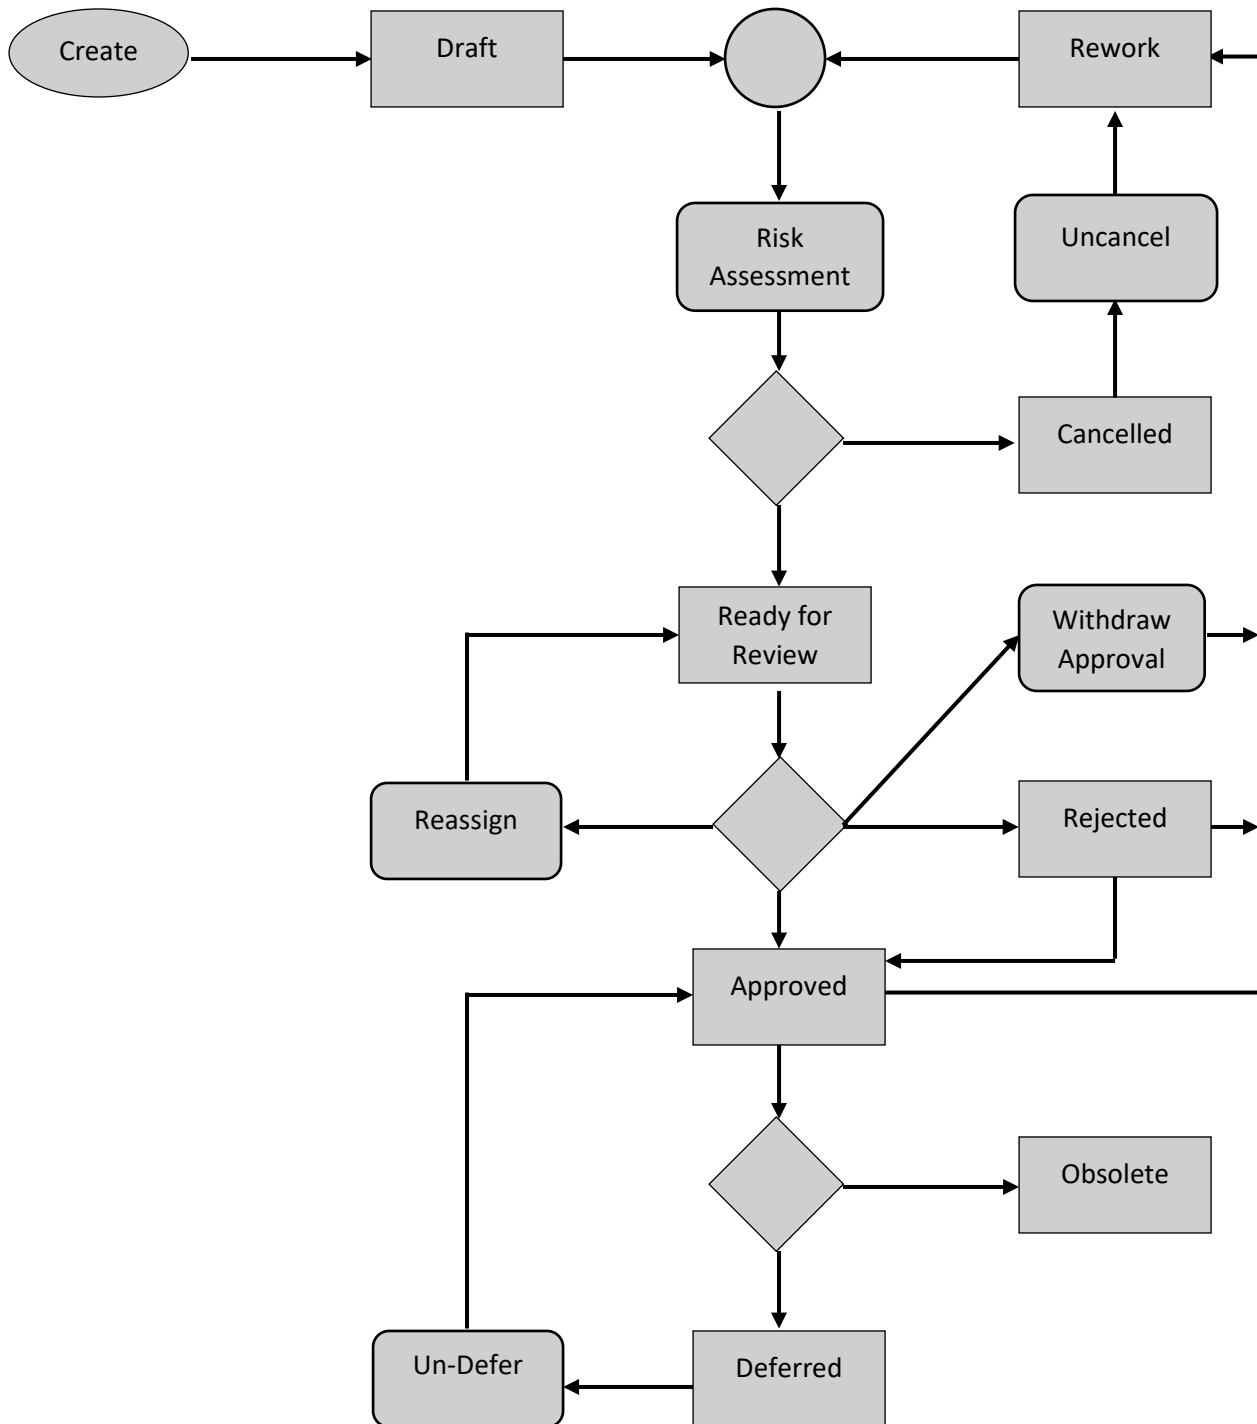 Create
Draft
Rework
Risk
Assessment
Uncancel
Cancelled
Ready for
Review
Withdraw
Approval
Reassign
Rejected
Approved
Obsolete
Un-Defer
Deferred